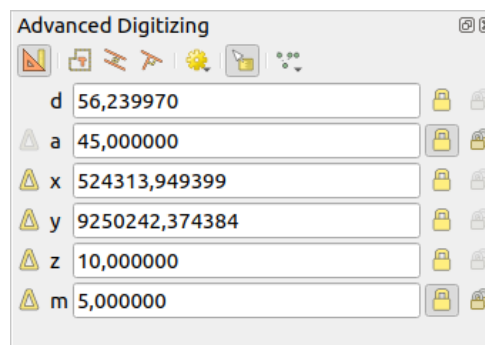 Advanced Digitizing
d 56,239970
a 45,000000
x 524313,949399
y 9250242,374384
z 10,000000
m 5,000000